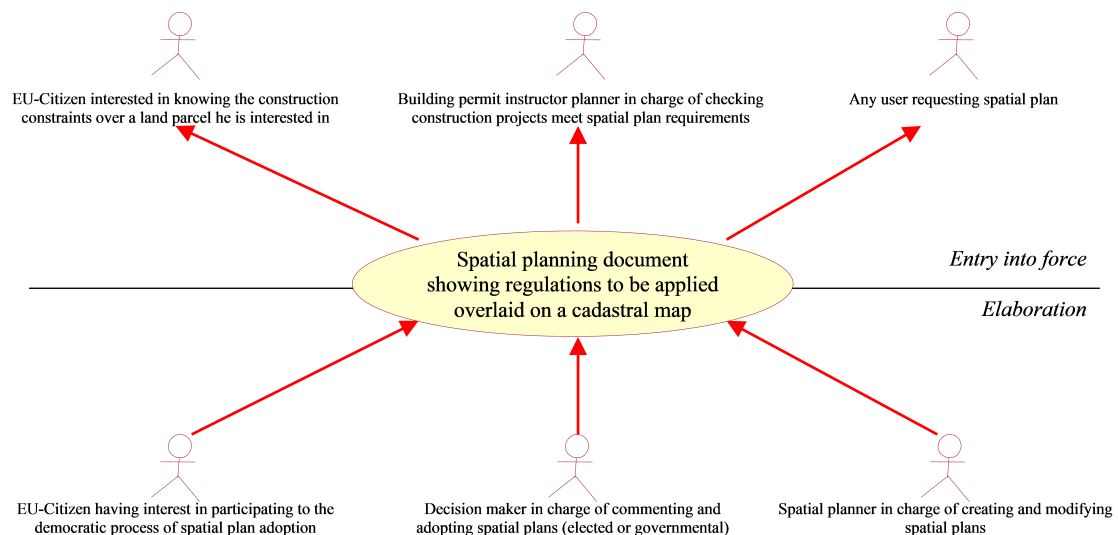 EU-Citizen interested in knowing the construction
constraints over a land parcel he is interested in
Building permit instructor planner in charge of checking
construction projects meet spatial plan requirements
Any user requesting spatial plan
Spatial planning document
showing regulations to be applied
overlaid on a cadastral map
Entry into force
Elaboration
EU-Citizen having interest in participating to the
democratic process of spatial plan adoption
Decision maker in charge of commenting and
adopting spatial plans (elected or governmental)
Spatial planner in charge of creating and modifying
spatial plans